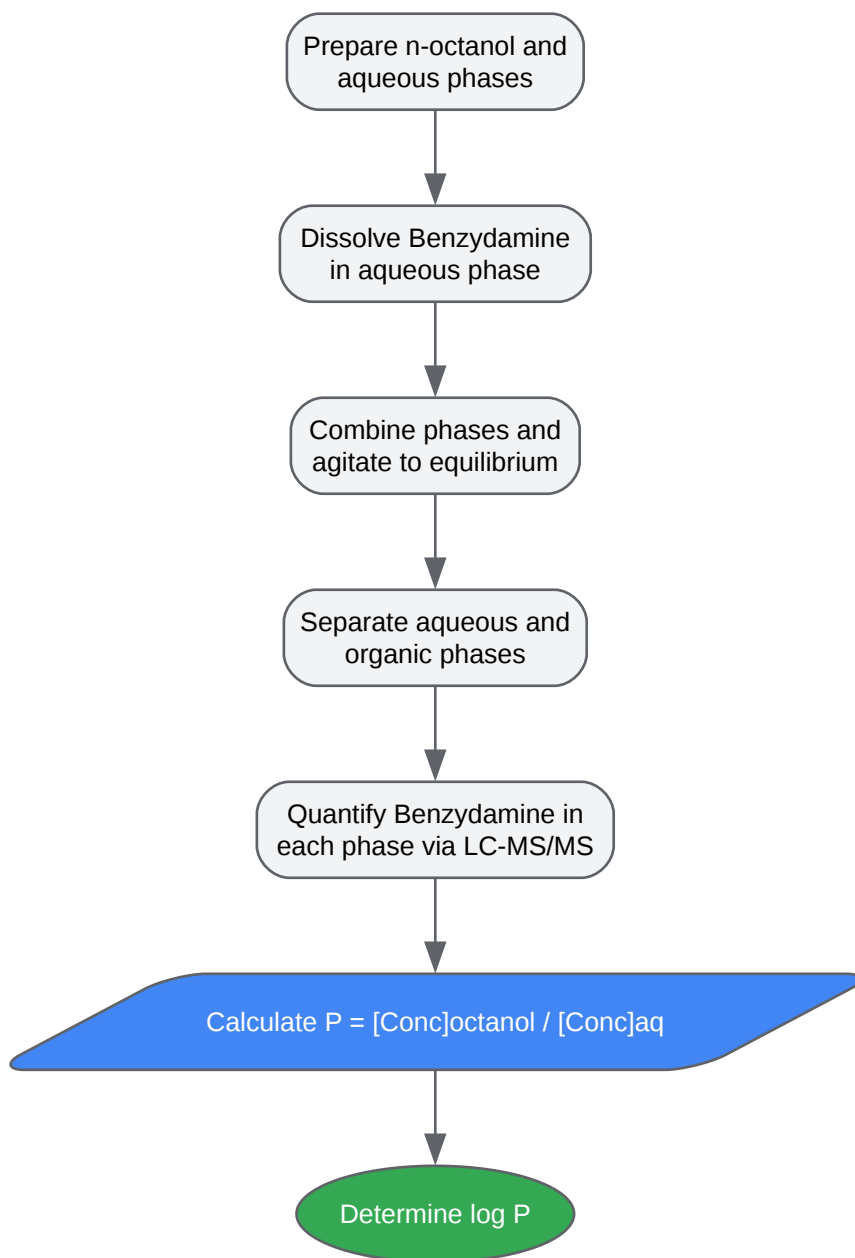 Prepare n-octanol and
aqueous phases
Dissolve Benzydamine
in aqueous phase
Combine phases and
agitate to equilibrium
Separate aqueous and
organic phases
Quantify Benzydamine in
each phase via LC-MS/MS
Calculate P = [Conc]octanol / [Conc]aq
Determine log P